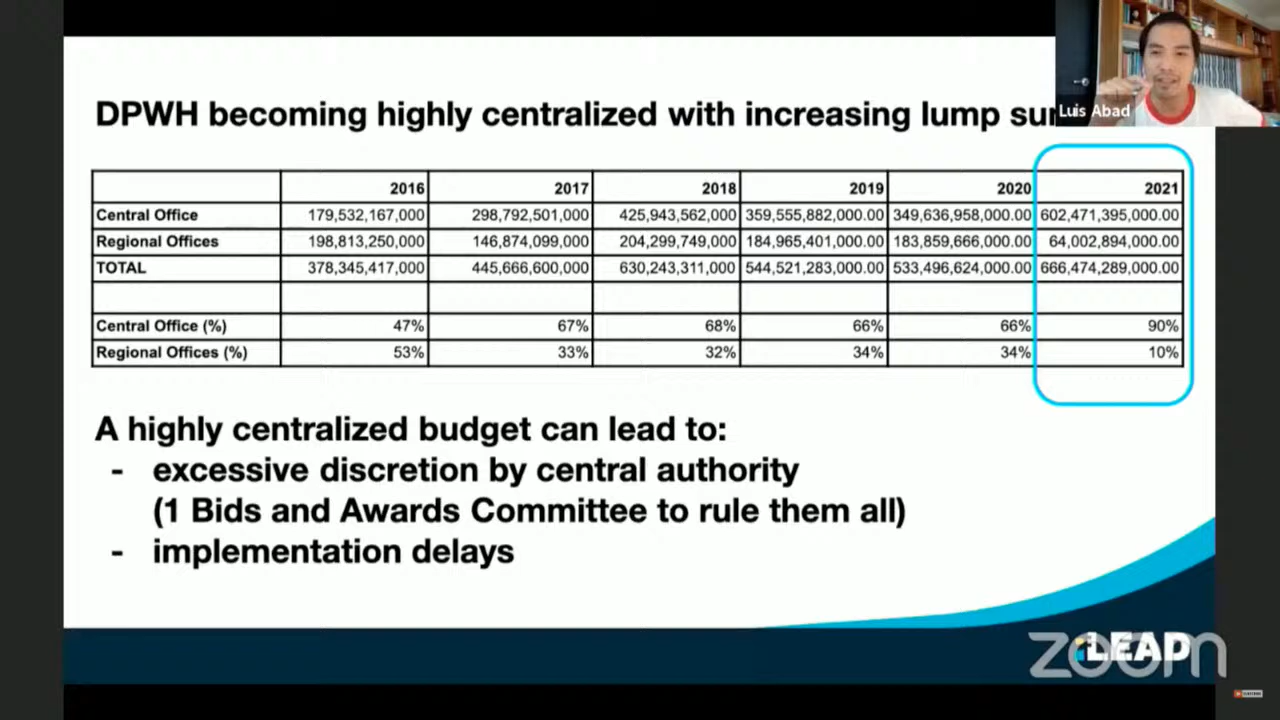 DPWH becoming highly centralized with increasing lump
Luis Abad
2016 2017 2018 2019 2020 2021
Central Office 179,532,167,000 298,792,501,000 425,943,562,000 359,555,882,000.00 349,636,958,000.00 602,471,395,000.00
Regional Offices 198,813,250,000 146,874,099,000 204,299,749,000 184,965,401,000.00 183,859,666,000.00 64,002,894,000.00
TOTAL 378,345,417,000 445,666,600,000 630,243,311,000 544,521,283,000.00 533,496,624,000.00 666,474,289,000.00
Central Office (%) 47% 67% 68% 66% 66% 90%
Regional Offices (%) 53% 33% 32% 34% 34% 10%
A highly centralized budget can lead to:
- excessive discretion by central authority
(1 Bids and Awards Committee to rule them all)
- implementation delays
zoom
iLEAD